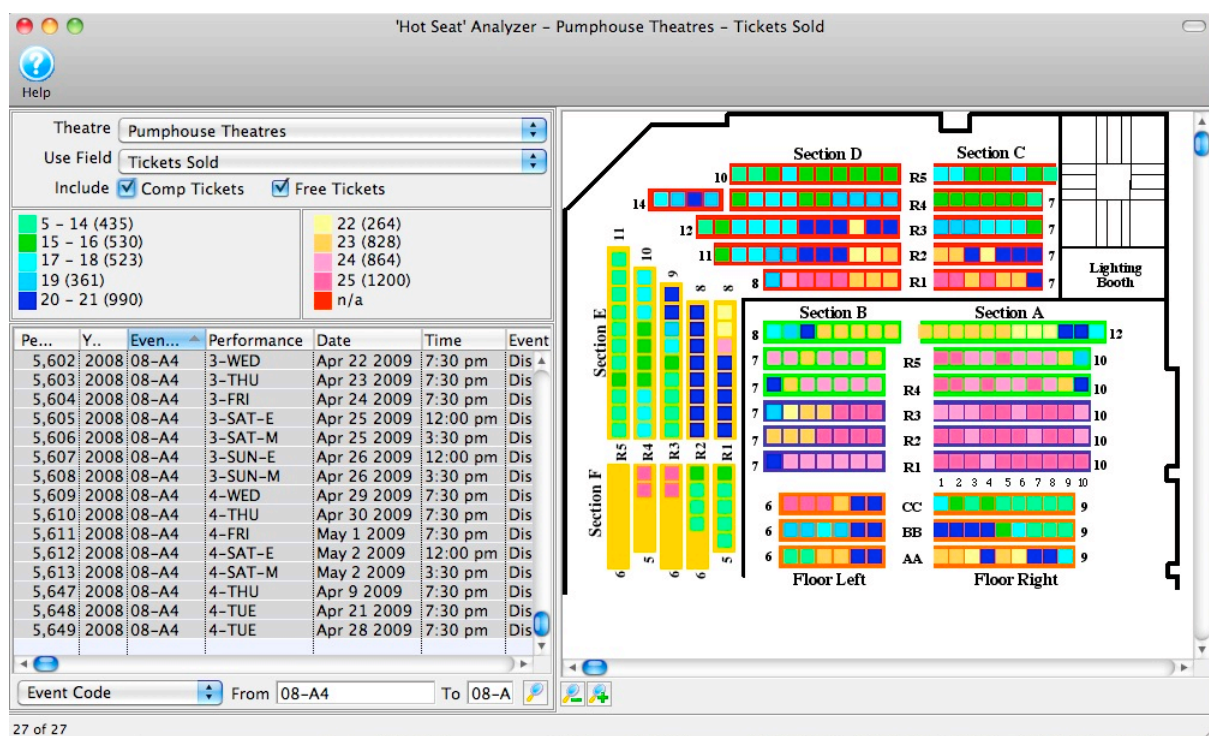 'Hot Seat' Analyzer - Pumphouse Theatres - Tickets Sold
Help
Theatre Pumphouse Theatres
Use Field Tickets Sold
Include Comp Tickets Free Tickets
5 - 14 (435)
15 - 16 (530)
17 - 18 (523)
19 (361)
20 - 21 (990)
22 (264)
23 (828)
24 (864)
25 (1200)
n/a
Pe... Y.. Even... Performance Date Time Event
5,602 2008 08-A4 3-WED Apr 22 2009 7:30 pm Dis
5,603 2008 08-A4 3-THU Apr 23 2009 7:30 pm Dis
5,604 2008 08-A4 3-FRI Apr 24 2009 7:30 pm Dis
5,605 2008 08-A4 3-SAT-E Apr 25 2009 12:00 pm Dis
5,606 2008 08-A4 3-SAT-M Apr 25 2009 3:30 pm Dis
5,607 2008 08-A4 3-SUN-E Apr 26 2009 12:00 pm Dis
5,608 2008 08-A4 3-SUN-M Apr 26 2009 3:30 pm Dis
5,609 2008 08-A4 4-WED Apr 29 2009 7:30 pm Dis
5,610 2008 08-A4 4-THU Apr 30 2009 7:30 pm Dis
5,611 2008 08-A4 4-FRI May 1 2009 7:30 pm Dis
5,612 2008 08-A4 4-SAT-E May 2 2009 12:00 pm Dis
5,613 2008 08-A4 4-SAT-M May 2 2009 3:30 pm Dis
5,647 2008 08-A4 4-THU Apr 9 2009 7:30 pm Dis
5,648 2008 08-A4 4-TUE Apr 21 2009 7:30 pm Dis
5,649 2008 08-A4 4-TUE Apr 28 2009 7:30 pm Dis
Event Code From 08-A4 To 08-A
27 of 27
Section D Section C
10 R5
14 R4 7
12 R3 7
11 R2 7
8 R1 7
Lighting
Booth
11 10 9 8 8
Section E
R5 R4 R3 R2 R1
Section F
6 5 6 6 5
Section B Section A
8 12
7 R5 10
7 R4 10
7 R3 10
7 R2 10
7 R1 10
1 2 3 4 5 6 7 8 9 10
6 CC 9
6 BB 9
6 AA 9
Floor Left Floor Right